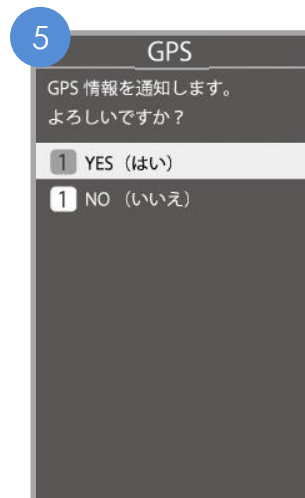 5
GPS
GPS 情報を通知します。
よろしいですか？
1 YES（はい）
1 NO （いいえ）